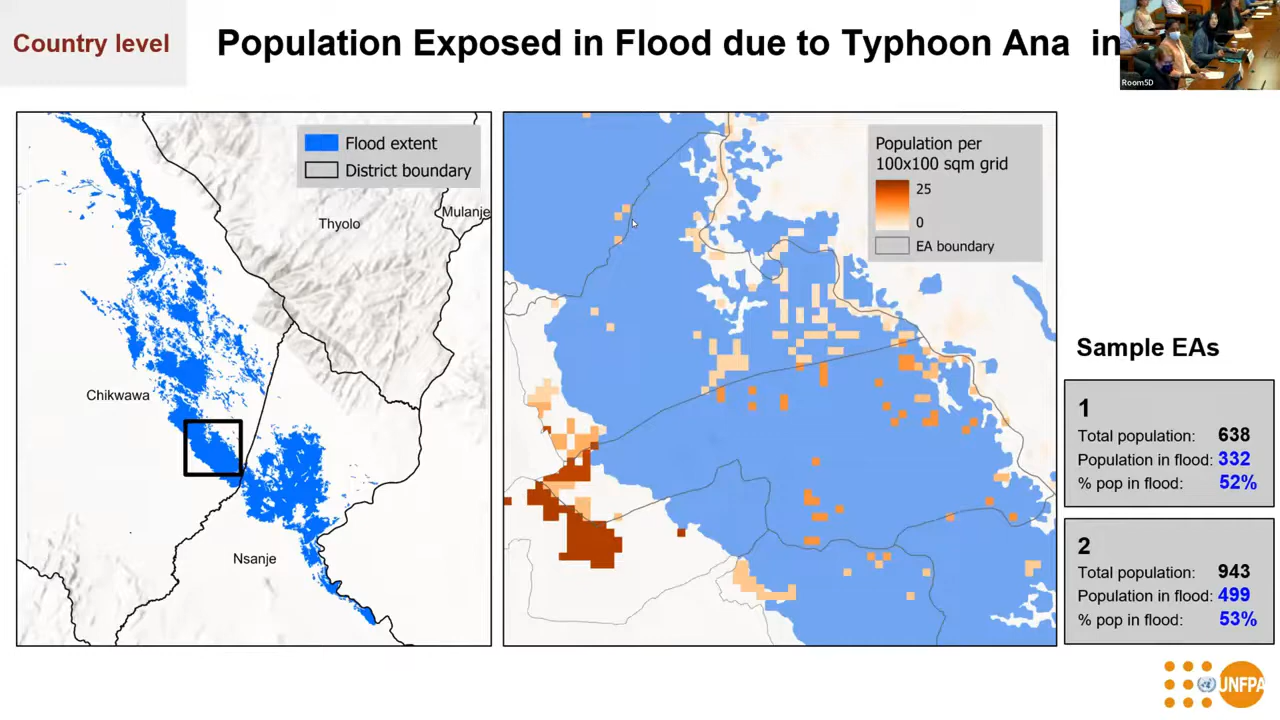 Country level
Population Exposed in Flood due to Typhoon Ana in
Room5D
Flood extent
District boundary
Thyolo
Mulanje
Chikwawa
Nsanje
Population per
100x100 sqm grid
25
0
EA boundary
Sample EAs
1
Total population: 638
Population in flood: 332
% pop in flood: 52%
2
Total population: 943
Population in flood: 499
% pop in flood: 53%
UNFPA